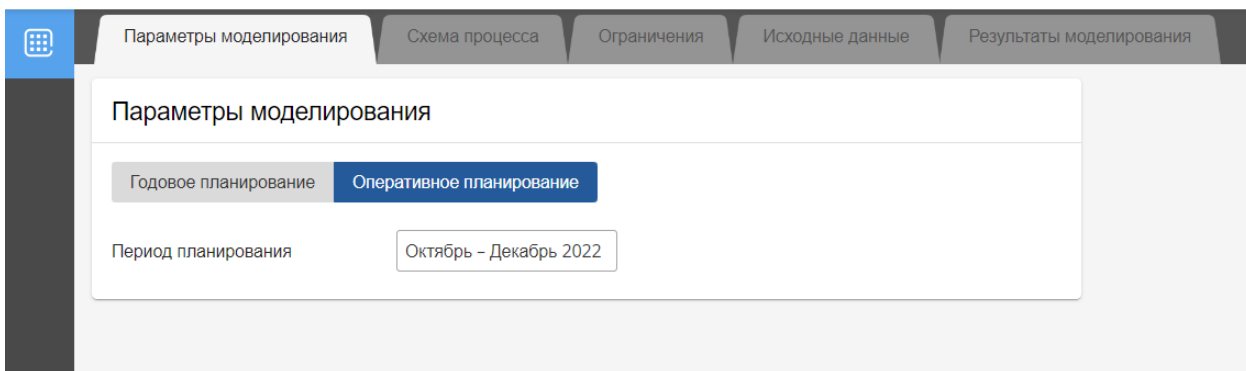 Параметры моделирования Схема процесса Ограничения Исходные данные Результаты моделирования
Параметры моделирования
Годовое планирование Оперативное планирование
Период планирования Октябрь – Декабрь 2022